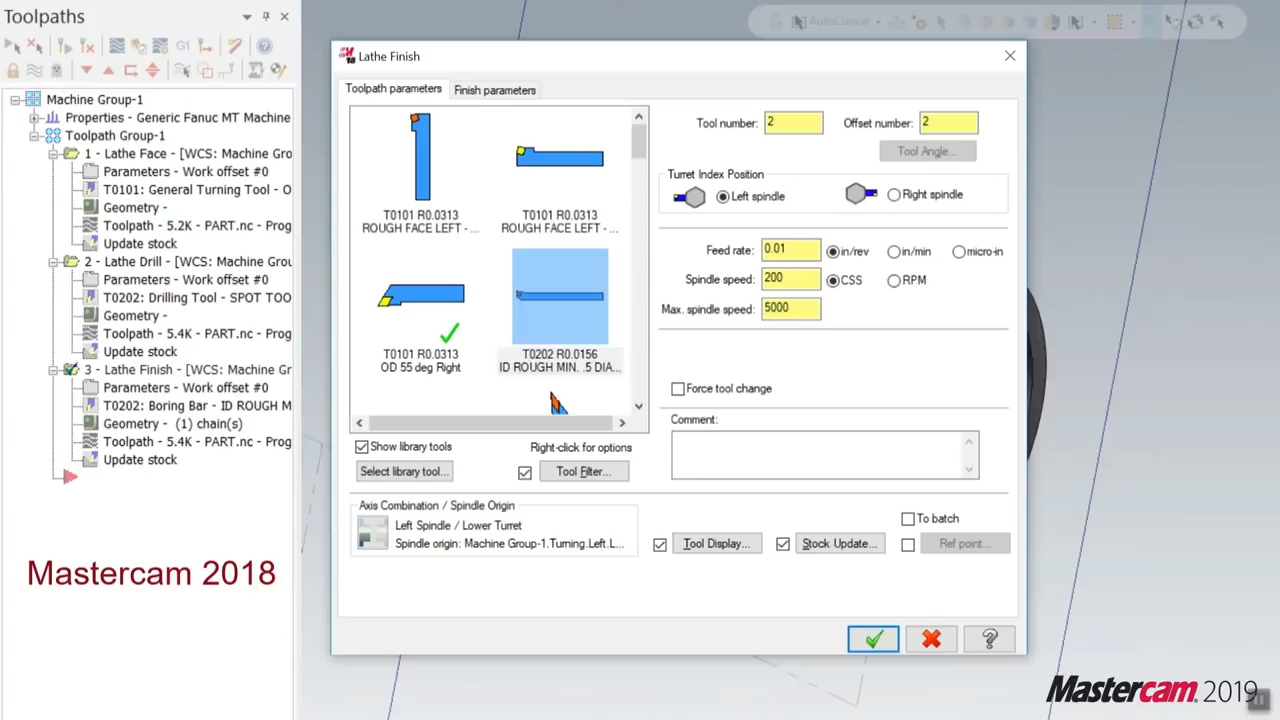 Toolpaths
G1
Machine Group-1
Properties - Generic Fanuc MT Machine
Toolpath Group-1
1 - Lathe Face - [WCS: Machine Gro
Parameters - Work offset #0
T0101: General Turning Tool - O
Geometry -
Toolpath - 5.2K - PART.nc - Prog
Update stock
2 - Lathe Drill - [WCS: Machine Grou
Parameters - Work offset #0
T0202: Drilling Tool - SPOT TOO
Geometry -
Toolpath - 5.4K - PART.nc - Prog
Update stock
3 - Lathe Finish - [WCS: Machine Gr
Parameters - Work offset #0
T0202: Boring Bar - ID ROUGH M
Geometry - (1) chain(s)
Toolpath - 5.4K - PART.nc - Prog
Update stock
Mastercam 2018
AutoCursor
Lathe Finish
Toolpath parameters
Finish parameters
T0101 R0.0313
ROUGH FACE LEFT - ...
T0101 R0.0313
ROUGH FACE LEFT - ...
T0101 R0.0313
OD 55 deg Right
T0202 R0.0156
ID ROUGH MIN. .5 DIA...
Show library tools
Right-click for options
Select library tool...
Tool Filter...
Axis Combination / Spindle Origin
Left Spindle / Lower Turret
Spindle origin: Machine Group-1.Turning.Left.L...
Tool number: 2
Offset number: 2
Tool Angle...
Turret Index Position
Left spindle
Right spindle
Feed rate: 0.01
in/rev
in/min
micro-in
Spindle speed: 200
CSS
RPM
Max. spindle speed: 5000
Force tool change
Comment:
To batch
Tool Display...
Stock Update...
Ref point...
Mastercam. 2019